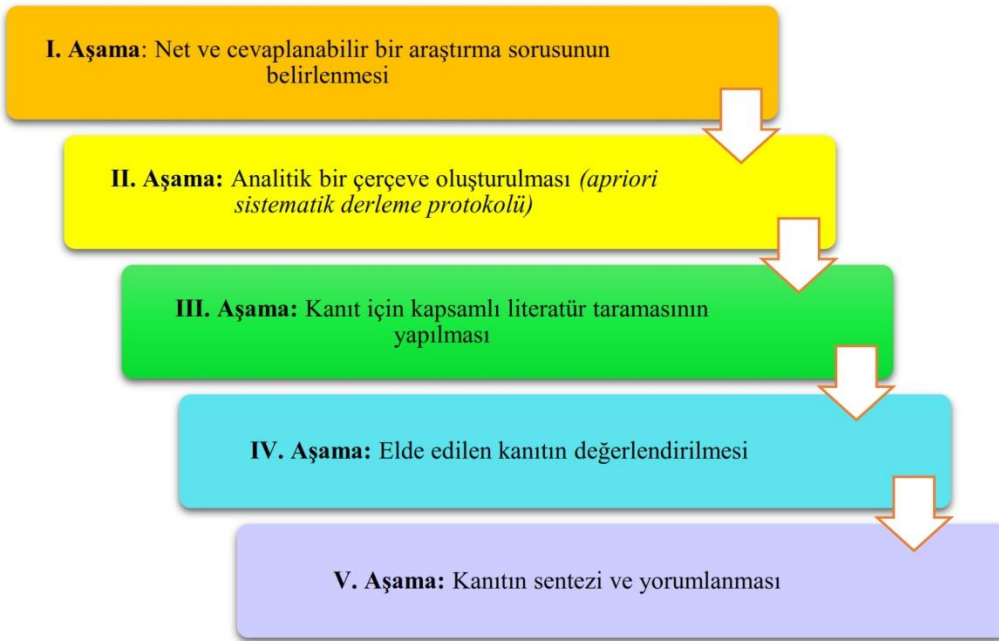 I. Aşama: Net ve cevaplanabilir bir araştırma sorusunun
belirlenmesi
II. Aşama: Analitik bir çerçeve oluşturulması (apriori
sistematik derleme protokolü)
III. Aşama: Kanıt için kapsamlı literatür taramasının
yapılması
IV. Aşama: Elde edilen kanıtın değerlendirilmesi
V. Aşama: Kanıtın sentezi ve yorumlanması